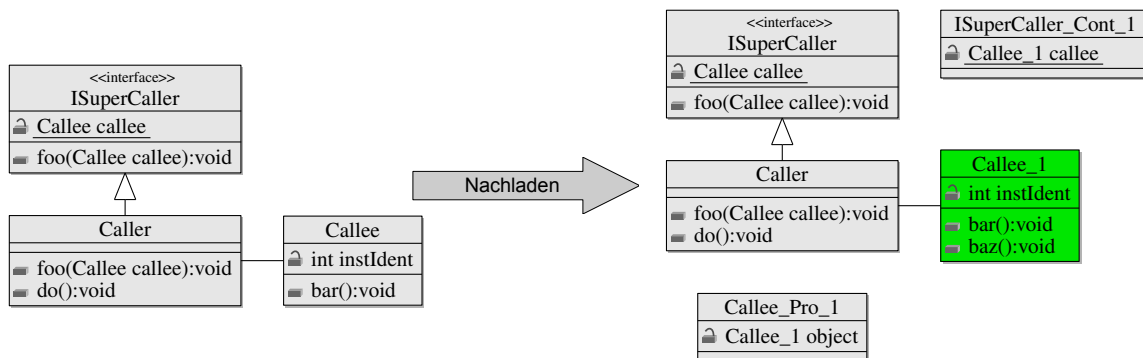 <<interface>>
ISuperCaller
Callee callee
foo(Callee callee):void
Caller
foo(Callee callee):void
do():void
Callee
int instIdent
bar():void
Nachladen
<<interface>>
ISuperCaller
Callee callee
foo(Callee callee):void
ISuperCaller_Cont_1
Callee_1 callee
Caller
foo(Callee callee):void
do():void
Callee_1
int instIdent
bar():void
baz():void
Callee_Pro_1
Callee_1 object